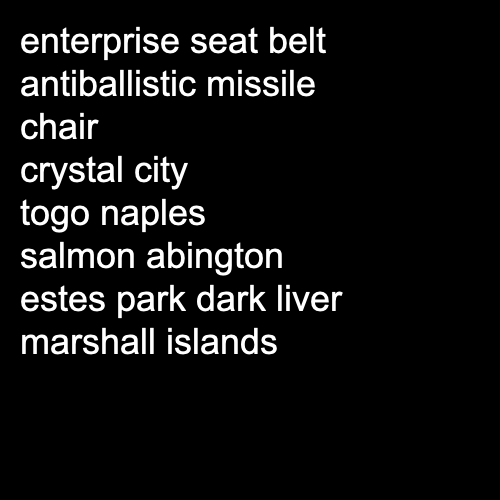 enterprise seat belt
antiballistic missile
chair
crystal city
togo naples
salmon abington
estes park dark liver
marshall islands